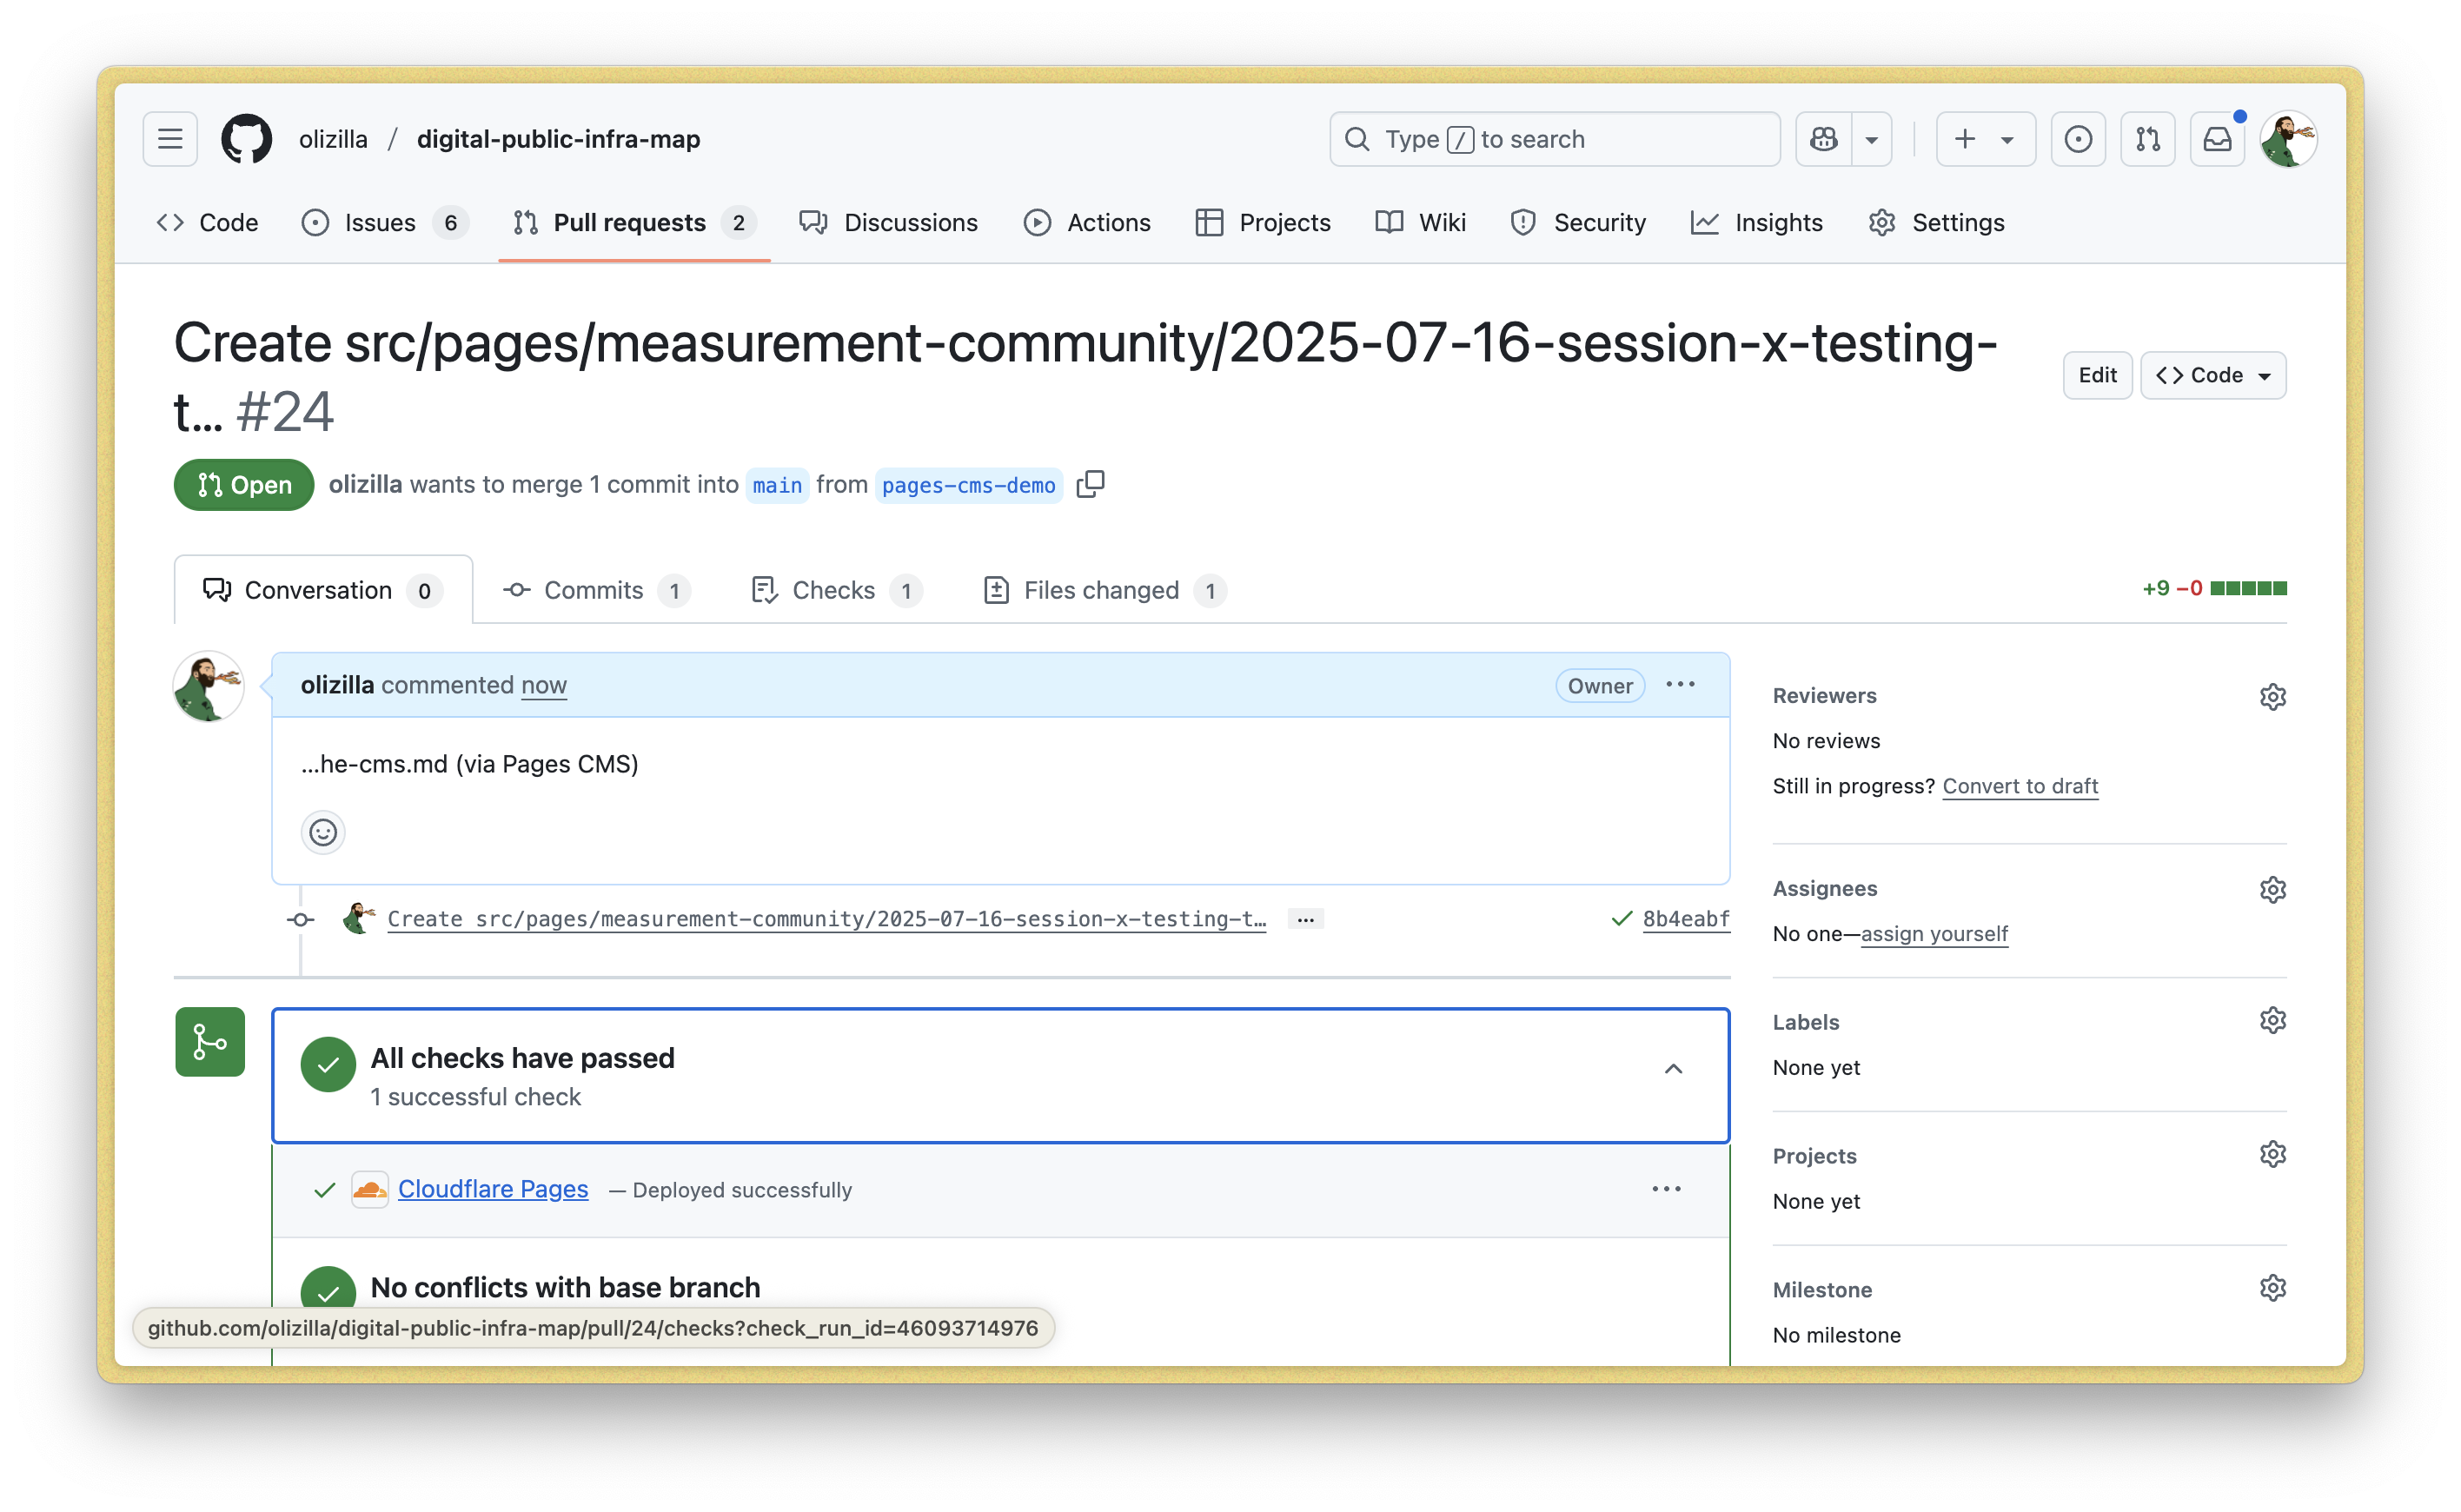 olizilla / digital-public-infra-map
Type / to search
Code
Issues 6
Pull requests 2
Discussions
Actions
Projects
Wiki
Security
Insights
Settings
Create src/pages/measurement-community/2025-07-16-session-x-testing-
t… #24
Edit
Code
Open
olizilla wants to merge 1 commit into main from pages-cms-demo
Conversation 0
Commits 1
Checks 1
Files changed 1
+9 −0
olizilla commented now
Owner
…he-cms.md (via Pages CMS)
Create src/pages/measurement-community/2025-07-16-session-x-testing-t…
8b4eabf
All checks have passed
1 successful check
Cloudflare Pages — Deployed successfully
No conflicts with base branch
github.com/olizilla/digital-public-infra-map/pull/24/checks?check_run_id=46093714976
Reviewers
No reviews
Still in progress? Convert to draft
Assignees
No one—assign yourself
Labels
None yet
Projects
None yet
Milestone
No milestone